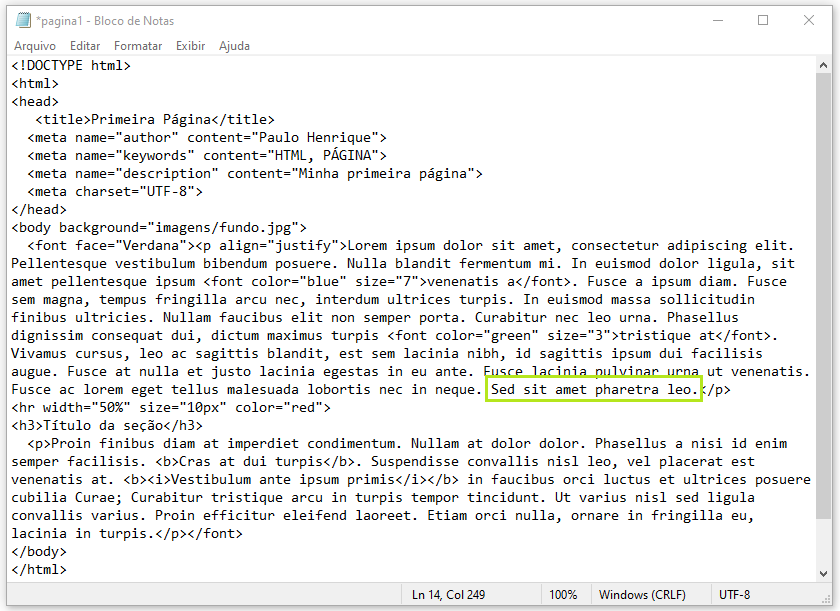 *pagina1 - Bloco de Notas
Arquivo Editar Formatar Exibir Ajuda
<!DOCTYPE html>
<html>
<head>
   <title>Primeira Página</title>
  <meta name="author" content="Paulo Henrique">
  <meta name="keywords" content="HTML, PÁGINA">
  <meta name="description" content="Minha primeira página">
  <meta charset="UTF-8">
</head>
<body background="imagens/fundo.jpg">
  <font face="Verdana"><p align="justify">Lorem ipsum dolor sit amet, consectetur adipiscing elit.
Pellentesque vestibulum bibendum posuere. Nulla blandit fermentum mi. In euismod dolor ligula, sit
amet pellentesque ipsum <font color="blue" size="7">venenatis a</font>. Fusce a ipsum diam. Fusce
sem magna, tempus fringilla arcu nec, interdum ultrices turpis. In euismod massa sollicitudin
finibus ultricies. Nullam faucibus elit non semper porta. Curabitur nec leo urna. Phasellus
dignissim consequat dui, dictum maximus turpis <font color="green" size="3">tristique at</font>.
Vivamus cursus, leo ac sagittis blandit, est sem lacinia nibh, id sagittis ipsum dui facilisis
augue. Fusce at nulla et justo lacinia egestas in eu ante. Fusce lacinia pulvinar urna ut venenatis.
Fusce ac lorem eget tellus malesuada lobortis nec in neque. Sed sit amet pharetra leo.</p>
<hr width="50%" size="10px" color="red">
<h3>Título da seção</h3>
  <p>Proin finibus diam at imperdiet condimentum. Nullam at dolor dolor. Phasellus a nisi id enim
semper facilisis. <b>Cras at dui turpis</b>. Suspendisse convallis nisl leo, vel placerat est
venenatis at. <b><i>Vestibulum ante ipsum primis</i></b> in faucibus orci luctus et ultrices posuere
cubilia Curae; Curabitur tristique arcu in turpis tempor tincidunt. Ut varius nisl sed ligula
convallis varius. Proin efficitur eleifend laoreet. Etiam orci nulla, ornare in fringilla eu,
lacinia in turpis.</p></font>
</body>
</html>
Ln 14, Col 249 100% Windows (CRLF) UTF-8